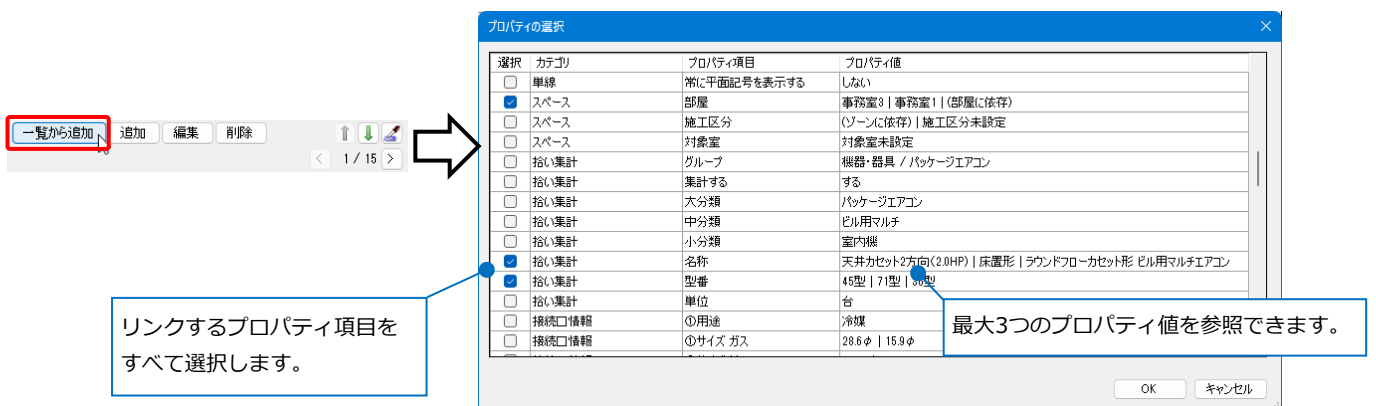 一覧から追加 追加 編集 削除
1 / 15
プロパティの選択
選択 カテゴリ プロパティ項目 プロパティ値
単線 常に平面記号を表示する しない
スペース 部屋 事務室3 | 事務室1 | (部屋に依存)
スペース 施工区分 (ゾーンに依存) | 施工区分未設定
スペース 対象室 対象室未設定
拾い集計 グループ 機器・器具 / パッケージエアコン
拾い集計 集計する する
拾い集計 大分類 パッケージエアコン
拾い集計 中分類 ビル用マルチ
拾い集計 小分類 室内機
拾い集計 名称 天井カセット2方向(2.0HP) | 床置形 | ラウンドフローカセット形 ビル用マルチエアコン
拾い集計 型番 45型 | 71型 |
拾い集計 単位 台
接続口情報 ①用途 冷媒
接続口情報 ①サイズ ガス 28.6φ | 15.9φ
リンクするプロパティ項目を
すべて選択します。
最大3つのプロパティ値を参照できます。
OK キャンセル